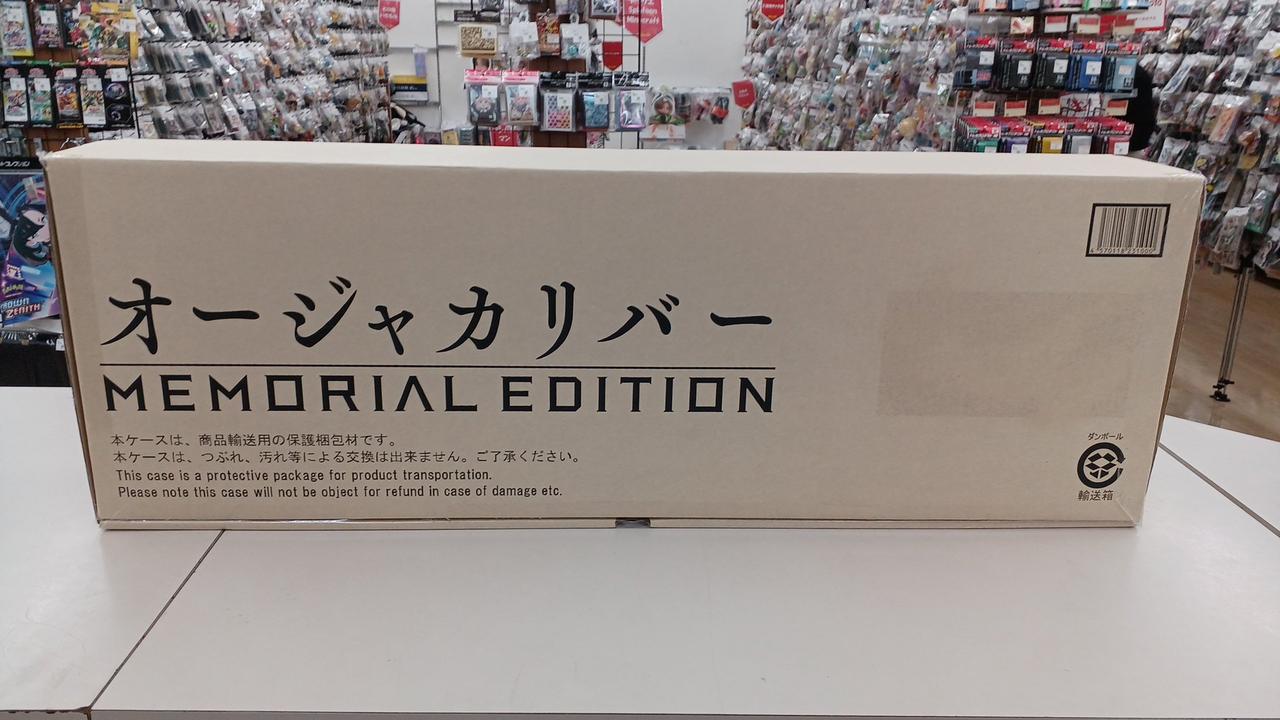 Splatoon
Minecraft
CROWN
ZENITH
オージャカリバー
MEMORIAL EDITION
本ケースは、商品輸送用の保護梱包材です。
本ケースは、つぶれ、汚れ等による交換は出来ません。ご了承ください。
This case is a protective package for product transportation.
Please note this case will not be object for refund in case of damage etc.
ダンボール
輸送箱